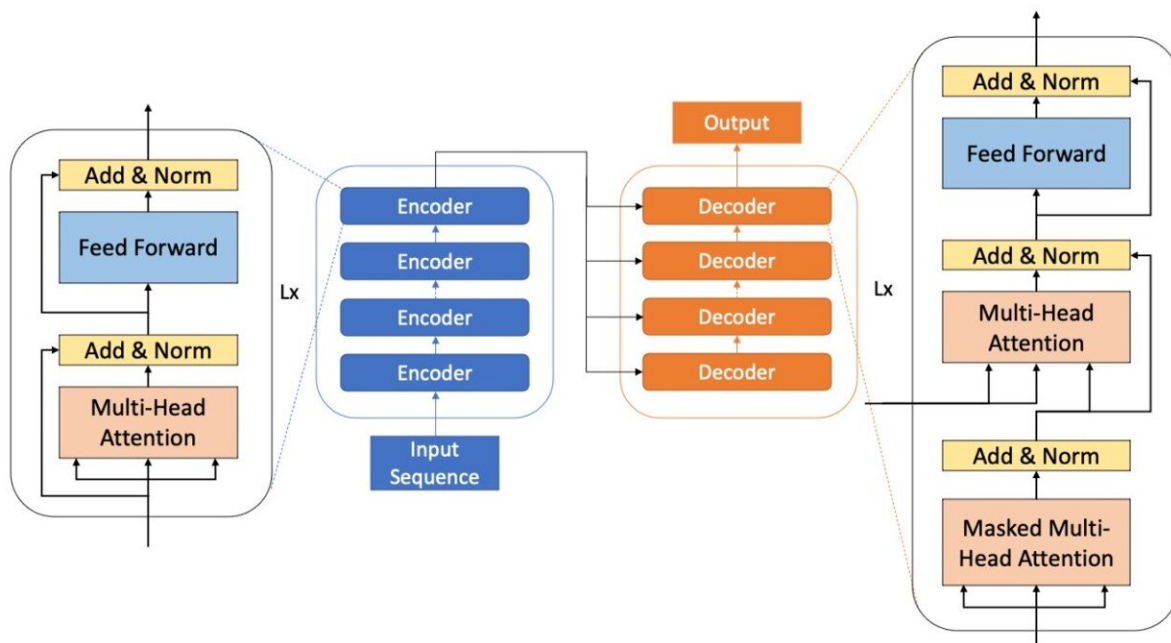 Add & Norm
Feed Forward
Add & Norm
Multi-Head
Attention
Lx
Encoder
Encoder
Encoder
Encoder
Input
Sequence
Output
Decoder
Decoder
Decoder
Decoder
Lx
Add & Norm
Feed Forward
Add & Norm
Multi-Head
Attention
Add & Norm
Masked Multi-
Head Attention